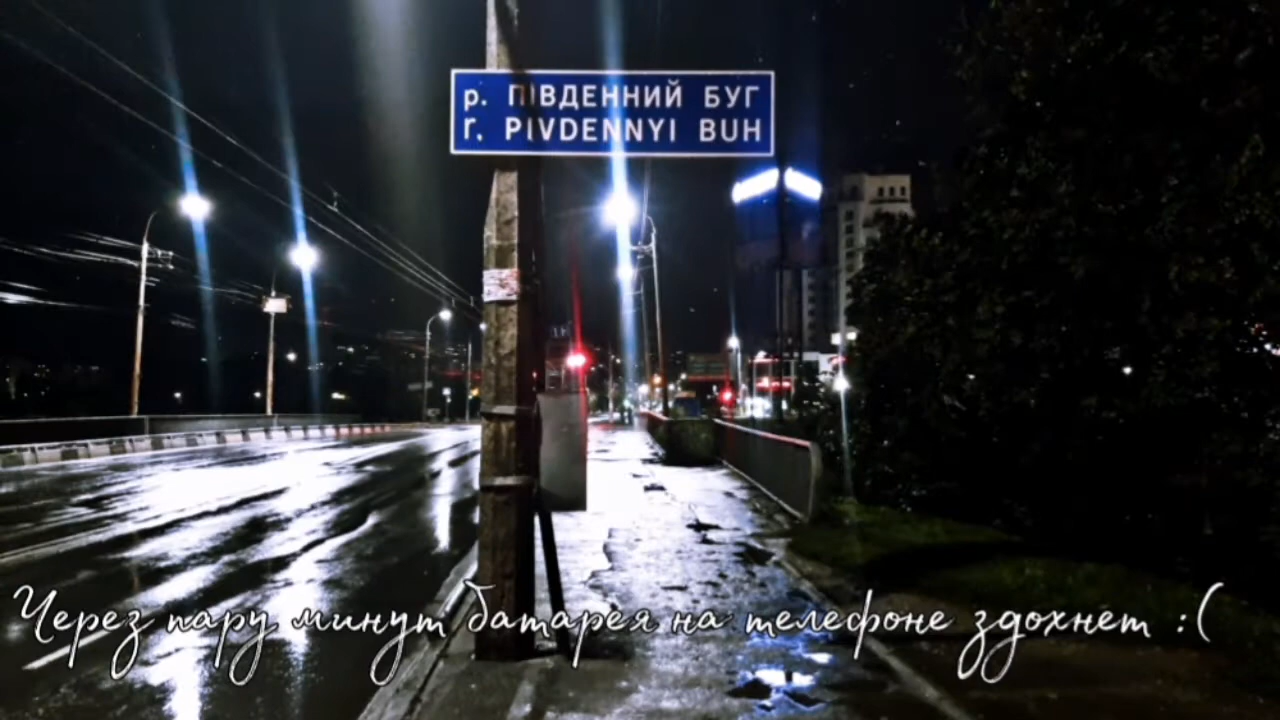 р. ПІВДЕННИЙ БУГ
r. PIVDENNYI BUH
Через пару минут батарея на телефоне здохнет :(